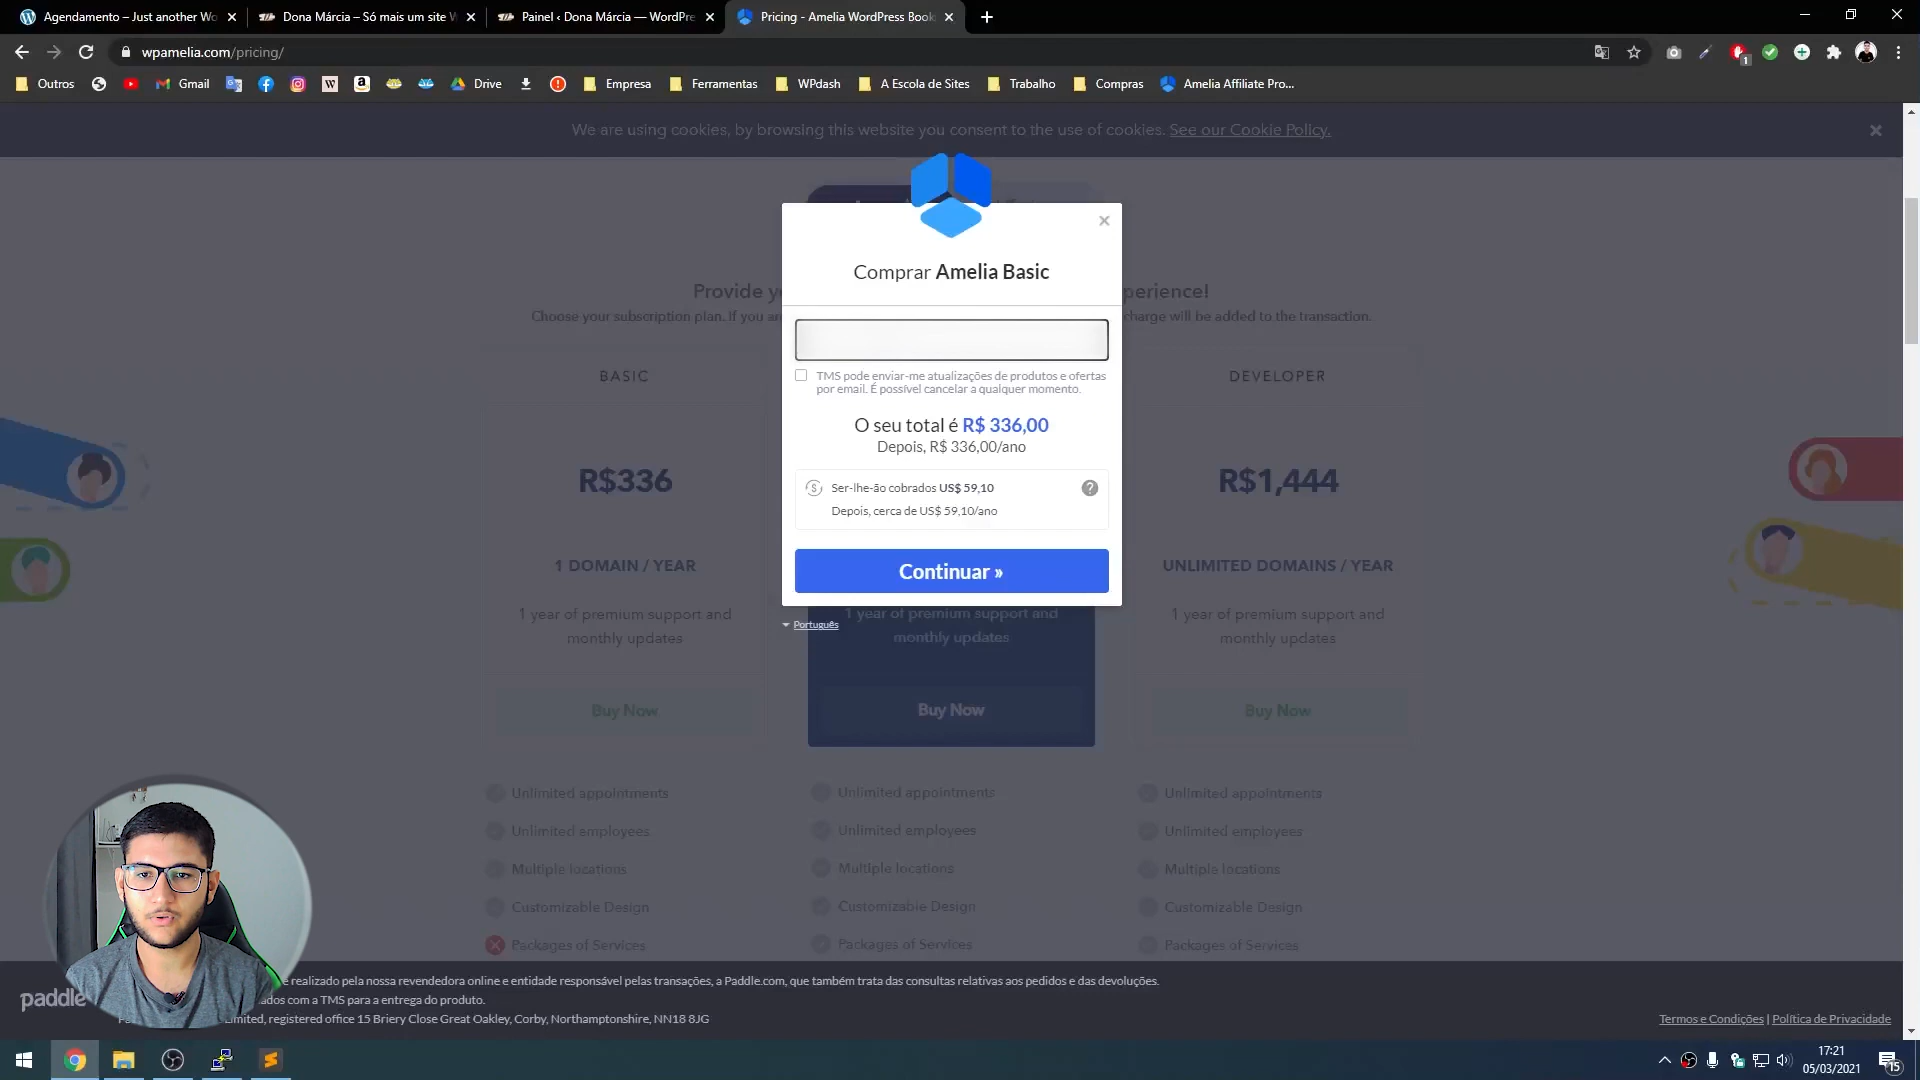 Agendamento – Just another Wo
Dona Márcia – Só mais um site W
Painel ‹ Dona Márcia — WordPre
Pricing - Amelia WordPress Book
wpamelia.com/pricing/
Outros
Gmail
Drive
Empresa
Ferramentas
WPdash
A Escola de Sites
Trabalho
Compras
Amelia Affiliate Pro...
We are using cookies, by browsing this website you consent to the use of cookies. See our Cookie Policy.
Comprar Amelia Basic
Provide y
perience!
Choose your subscription plan. If you ar
charge will be added to the transaction.
TMS pode enviar-me atualizações de produtos e ofertas
por email. É possível cancelar a qualquer momento.
O seu total é R$ 336,00
Depois, R$ 336,00/ano
Ser-lhe-ão cobrados US$ 59,10
Depois, cerca de US$ 59,10/ano
Continuar »
Português
BASIC
R$336
1 DOMAIN / YEAR
1 year of premium support and
monthly updates
Buy Now
1 year of premium support and
monthly updates
Buy Now
DEVELOPER
R$1,444
UNLIMITED DOMAINS / YEAR
1 year of premium support and
monthly updates
Buy Now
Unlimited appointments
Unlimited employees
Multiple locations
Customizable Design
Packages of Services
Unlimited appointments
Unlimited employees
Multiple locations
Customizable Design
Packages of Services
Unlimited appointments
Unlimited employees
Multiple locations
Customizable Design
Packages of Services
paddle
e realizado pela nossa revendedora online e entidade responsável pelas transações, a Paddle.com, que também trata das consultas relativas aos pedidos e das devoluções.
ados com a TMS para a entrega do produto.
Limited, registered office 15 Briery Close Great Oakley, Corby, Northamptonshire, NN18 8JG
Termos e Condições | Política de Privacidade
17:21
05/03/2021
15